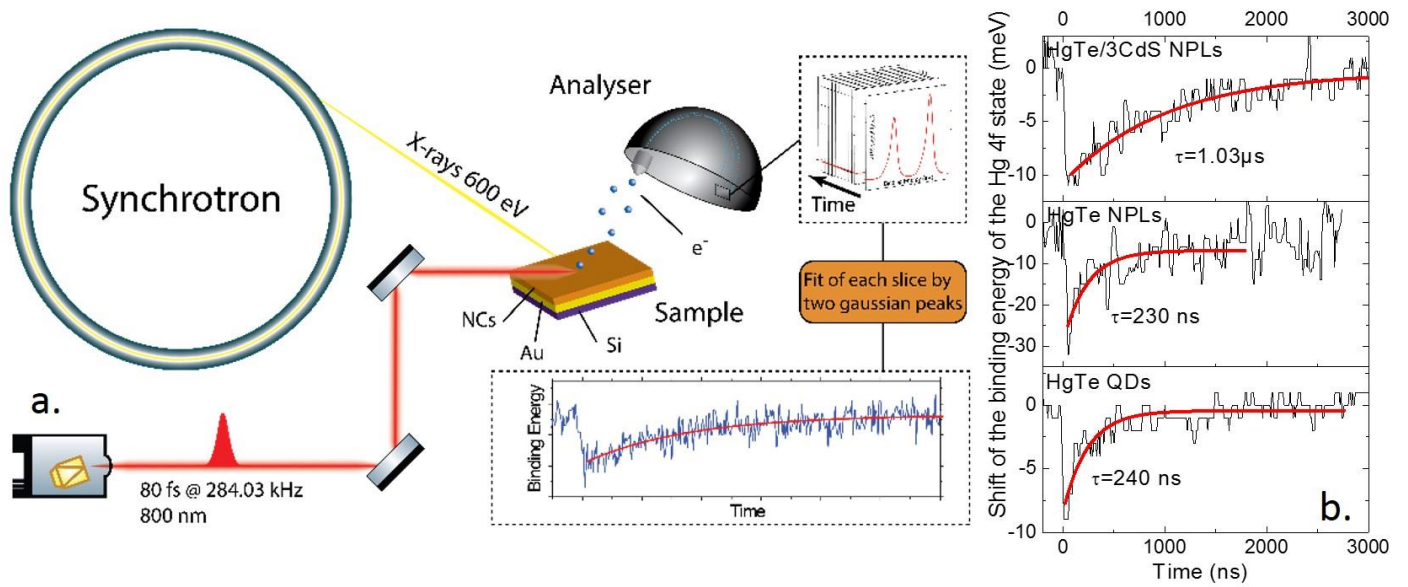 Synchrotron
X-rays 600 eV
Analyser
e-
NCs
Au
Si
Sample
a.
80 fs @ 284.03 kHz
800 nm
Time
Fit of each slice by
two gaussian peaks
Binding Energy
Time
0 1000 2000 3000
Shift of the binding energy of the Hg 4f state (meV)
HgTe/3CdS NPLs
0
-5
-10
τ=1.03µs
HgTe NPLs
0
-10
-20
-30
τ=230 ns
HgTe QDs
0
-5
-10
τ=240 ns
b.
0 1000 2000 3000
Time (ns)